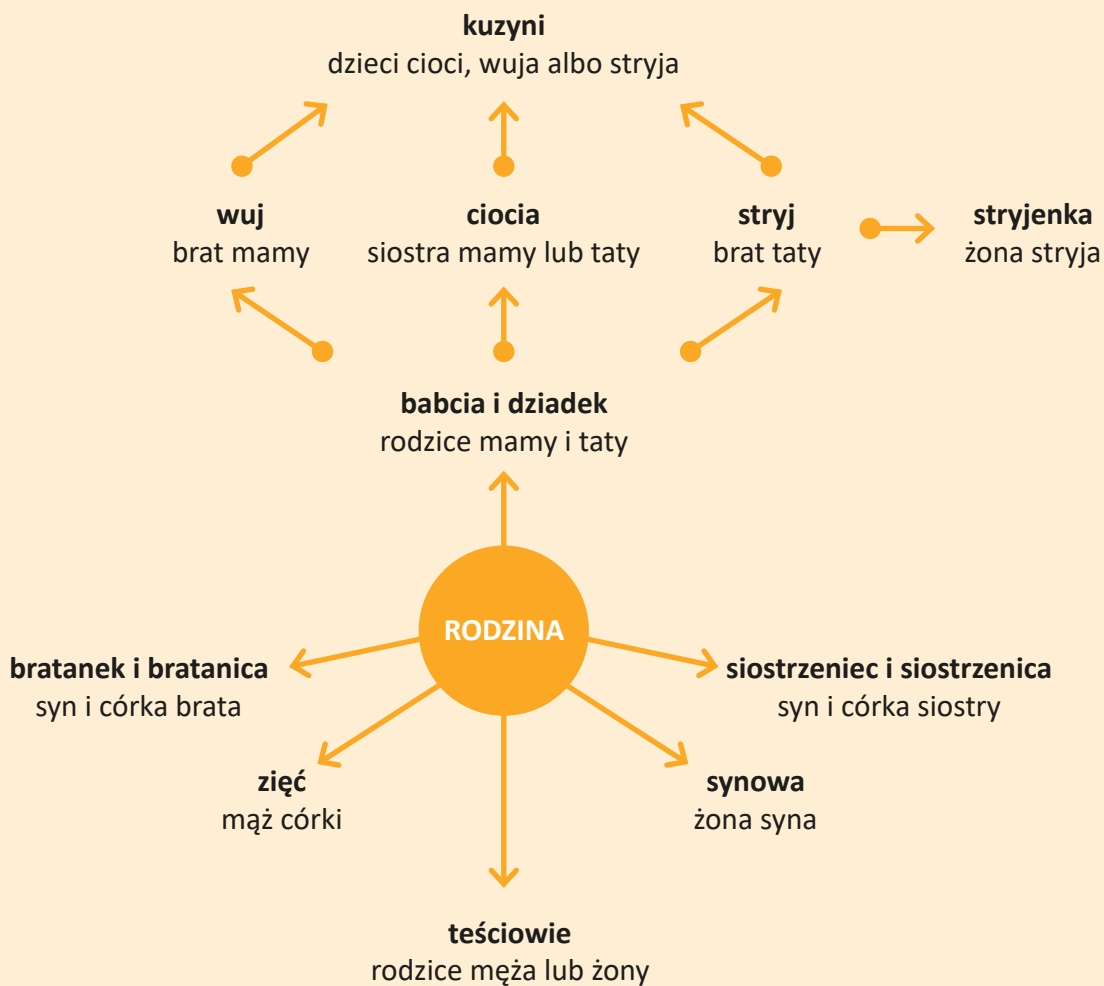 kuzyni
dzieci cioci, wuja albo stryja
wuj
brat mamy
ciocia
siostra mamy lub taty
stryj
brat taty
stryjenka
żona stryja
babcia i dziadek
rodzice mamy i taty
RODZINA
bratanek i bratanica
syn i córka brata
siostrzeniec i siostrzenica
syn i córka siostry
zięć
mąż córki
synowa
żona syna
teściowie
rodzice męża lub żony